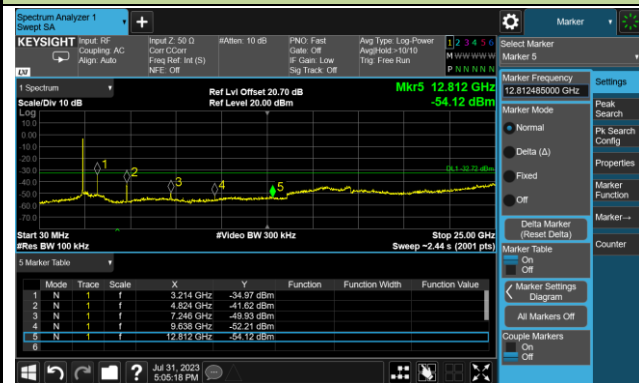 Spectrum Analyzer 1
Swept SA
+
Marker
KEYSIGHT
Input: RF
Coupling: AC
Align: Auto
Input Z: 50 Ω
Corr CCorr
Freq Ref: Int (S)
NFE: Off
#Atten: 10 dB
PNO: Fast
Gate: Off
IF Gain: Low
Sig Track: Off
Avg Type: Log-Power
Avg|Hold:>10/10
Trig: Free Run
1 2 3 4 5 6
M W W W W W
P N N N N N
LXI
1 Spectrum
Scale/Div 10 dB
Log
Ref Lvl Offset 20.70 dB
Ref Level 20.00 dBm
Mkr5 12.812 GHz
-54.12 dBm
10.0
0.00
-10.0
-20.0
-30.0
-40.0
-50.0
-60.0
-70.0
1
2
3
4
5
DL1 -32.72 dBm
Start 30 MHz
#Res BW 100 kHz
#Video BW 300 kHz
Stop 25.00 GHz
Sweep ~2.44 s (2001 pts)
5 Marker Table
Mode Trace Scale X Y Function Function Width Function Value
1 N 1 f 3.214 GHz -34.97 dBm
2 N 1 f 4.824 GHz -41.62 dBm
3 N 1 f 7.246 GHz -49.93 dBm
4 N 1 f 9.638 GHz -52.21 dBm
5 N 1 f 12.812 GHz -54.12 dBm
6
Select Marker
Marker 5
Marker Frequency
12.812485000 GHz
Marker Mode
Normal
Delta (Δ)
Fixed
Off
Delta Marker
(Reset Delta)
Marker Table
On
Off
Marker Settings
Diagram
All Markers Off
Couple Markers
On
Off
Settings
Peak
Search
Pk Search
Config
Properties
Marker
Function
Marker→
Counter
?
Jul 31, 2023
5:05:18 PM